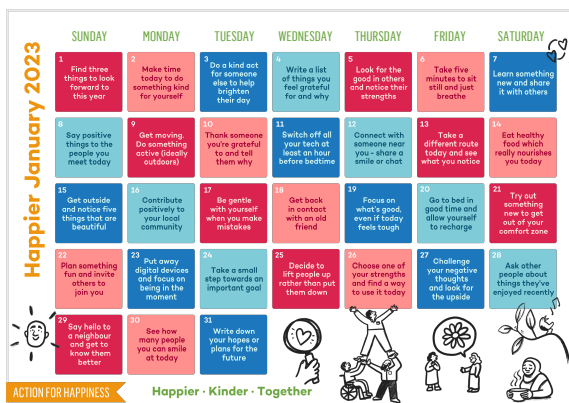 Happier January 2023
SUNDAY MONDAY TUESDAY WEDNESDAY THURSDAY FRIDAY SATURDAY
1
Find three
things to look
forward to
this year
2
Make time
today to do
something kind
for yourself
3
Do a kind act
for someone
else to help
brighten
their day
4
Write a list
of things you
feel grateful
for and why
5
Look for the
good in others
and notice their
strengths
6
Take five
minutes to sit
still and just
breathe
7
Learn something
new and share
it with others
8
Say positive
things to the
people you
meet today
9
Get moving.
Do something
active (ideally
outdoors)
10
Thank someone
you're grateful
to and tell
them why
11
Switch off all
your tech at
least an hour
before bedtime
12
Connect with
someone near
you - share a
smile or chat
13
Take a
different route
today and see
what you notice
14
Eat healthy
food which
really nourishes
you today
15
Get outside
and notice five
things that are
beautiful
16
Contribute
positively to
your local
community
17
Be gentle
with yourself
when you make
mistakes
18
Get back
in contact with
an old
friend
19
Focus on
what's good,
even if today
feels tough
20
Go to bed in
good time and
allow yourself
to recharge
21
Try out
something
new to get
out of your
comfort zone
22
Plan something
fun and invite
others to
join you
23
Put away
digital devices
and focus on
being in the
moment
24
Take a small
step towards an
important goal
25
Decide to
lift people up
rather than put
them down
26
Choose one of
your strengths
and find a way
to use it today
27
Challenge
your negative
thoughts
and look for
the upside
28
Ask other
people about
things they've
enjoyed recently
29
Say hello to
a neighbour
and get to
know them
better
30
See how
many people
you can smile
at today
31
Write down
your hopes or
plans for the
future
ACTION FOR HAPPINESS
Happier · Kinder · Together